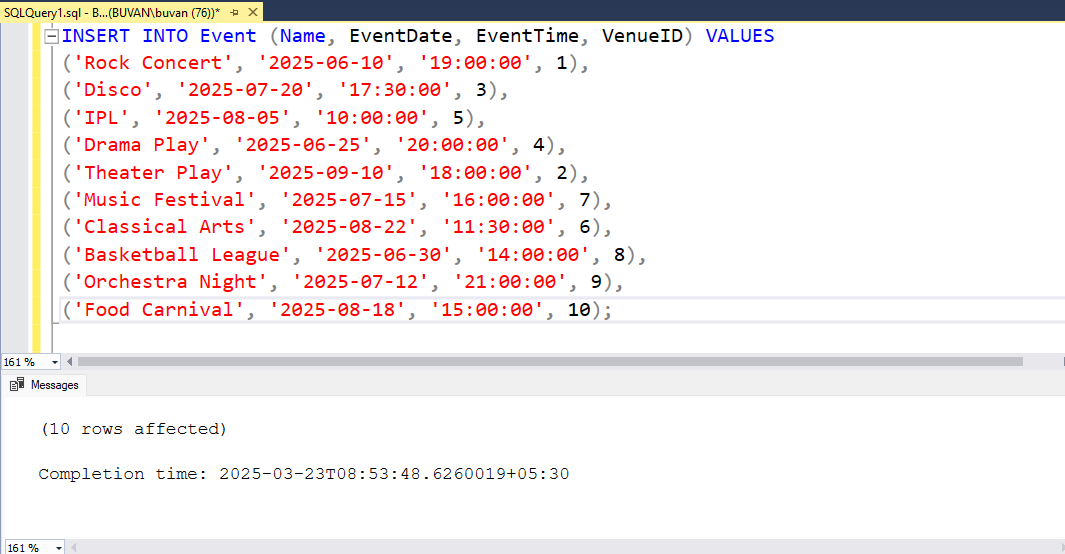 SQLQuery1.sql - B...(BUVAN\buvan (76))*
INSERT INTO Event (Name, EventDate, EventTime, VenueID) VALUES
('Rock Concert', '2025-06-10', '19:00:00', 1),
('Disco', '2025-07-20', '17:30:00', 3),
('IPL', '2025-08-05', '10:00:00', 5),
('Drama Play', '2025-06-25', '20:00:00', 4),
('Theater Play', '2025-09-10', '18:00:00', 2),
('Music Festival', '2025-07-15', '16:00:00', 7),
('Classical Arts', '2025-08-22', '11:30:00', 6),
('Basketball League', '2025-06-30', '14:00:00', 8),
('Orchestra Night', '2025-07-12', '21:00:00', 9),
('Food Carnival', '2025-08-18', '15:00:00', 10);
161 %
Messages
(10 rows affected)
Completion time: 2025-03-23T08:53:48.6260019+05:30
161 %